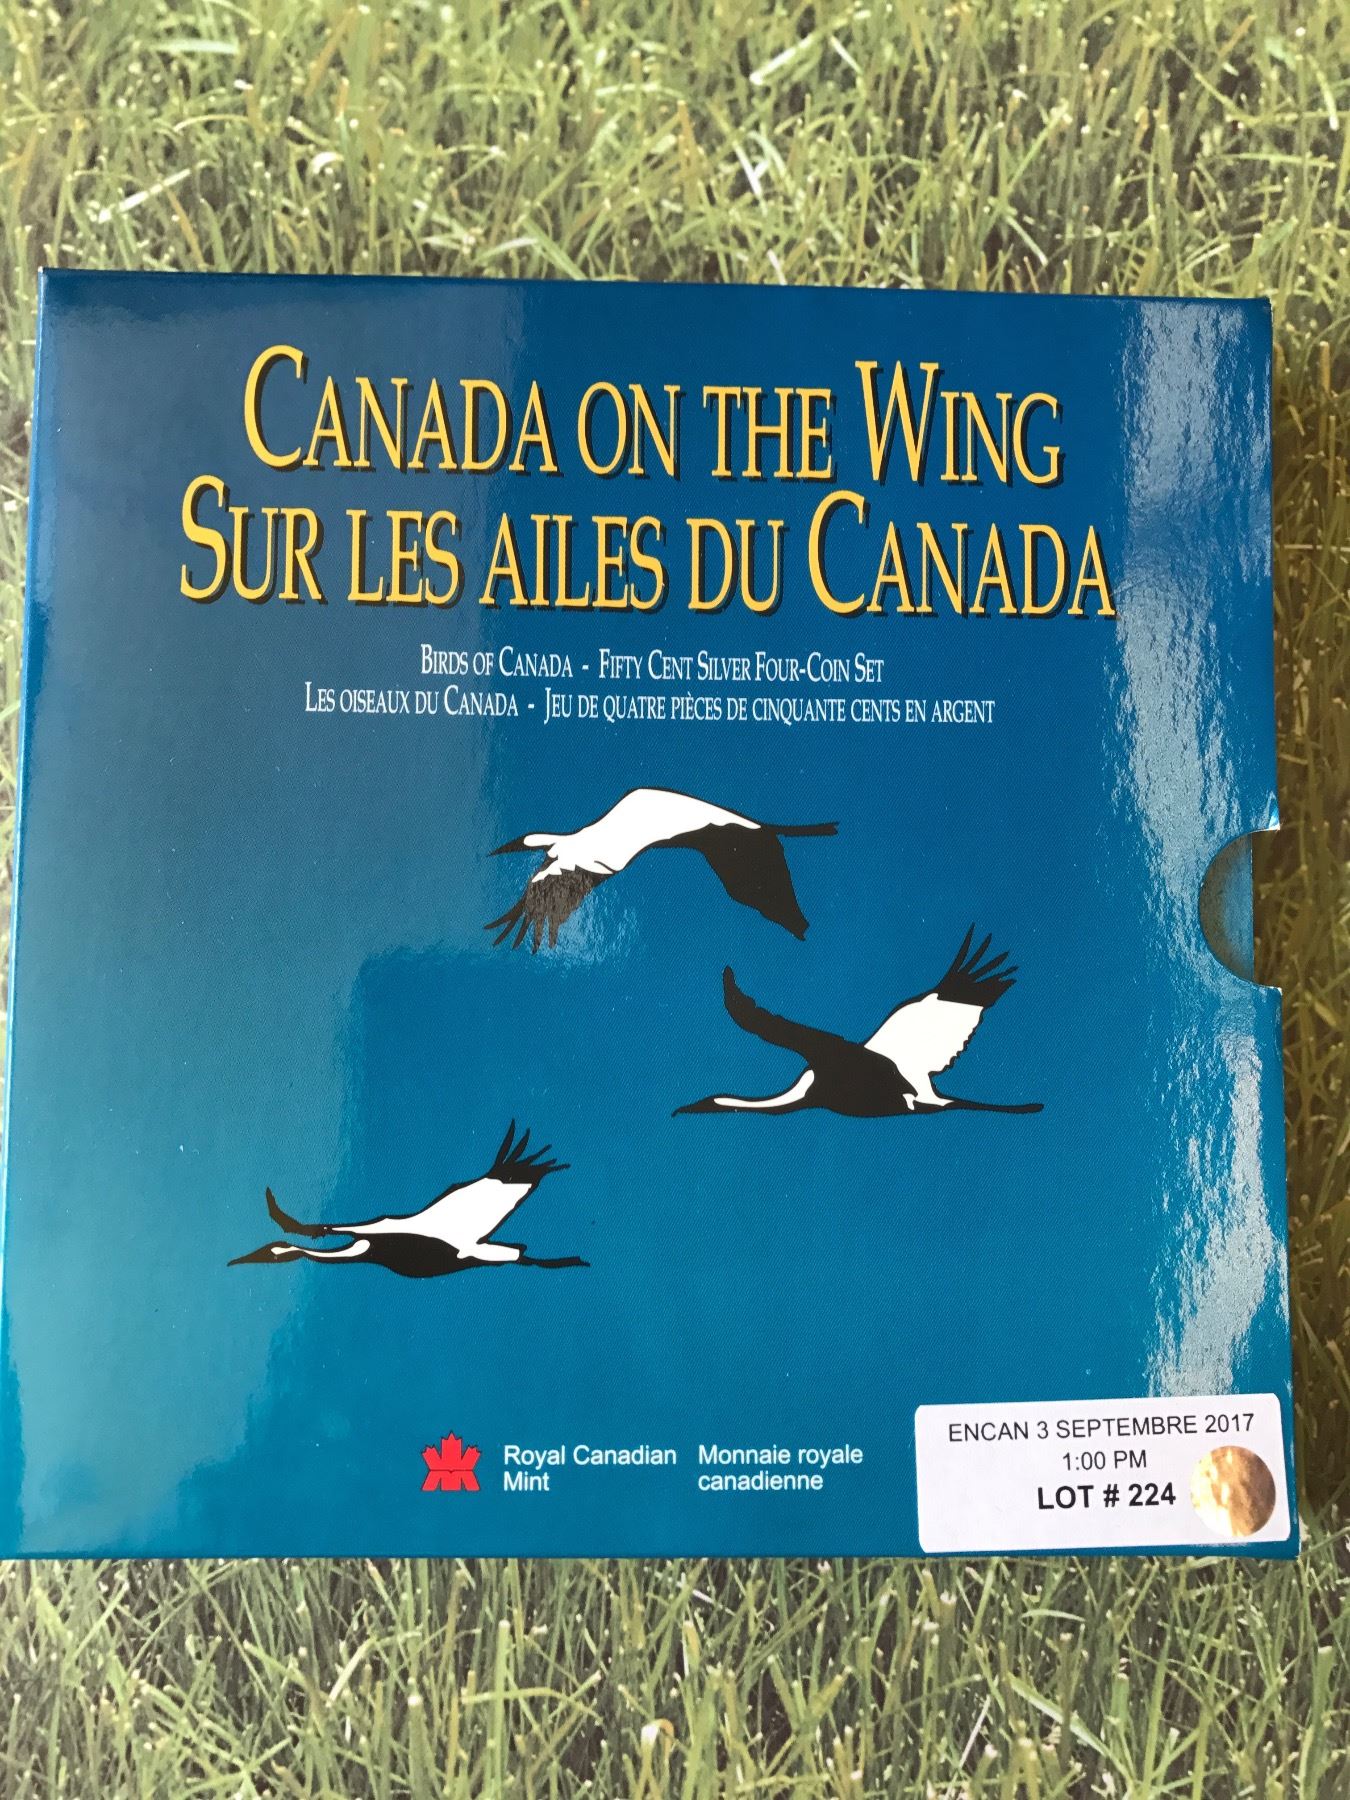 CANADA ON THE WING
SUR LES AILES DU CANADA
BIRDS OF CANADA - FIFTY CENT SILVER FOUR-COIN SET
LES OISEAUX DU CANADA - JEU DE QUATRE PIÈCES DE CINQUANTE CENTS EN ARGENT
Royal Canadian Mint
Monnaie royale canadienne
ENCAN 3 SEPTEMBRE 2017
1:00 PM
LOT # 224